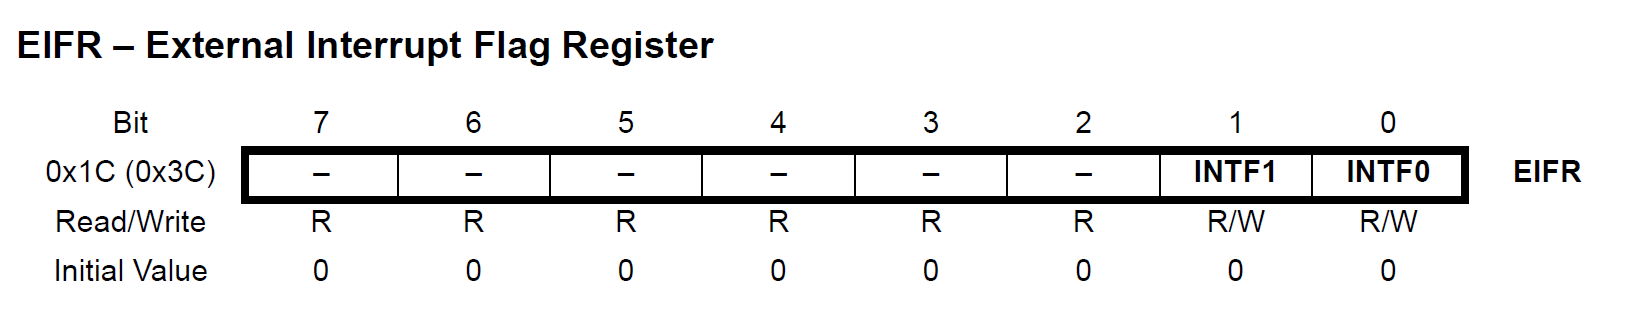 EIFR – External Interrupt Flag Register
Bit 7 6 5 4 3 2 1 0
0x1C (0x3C) – – – – – – INTF1 INTF0 EIFR
Read/Write R R R R R R R/W R/W
Initial Value 0 0 0 0 0 0 0 0